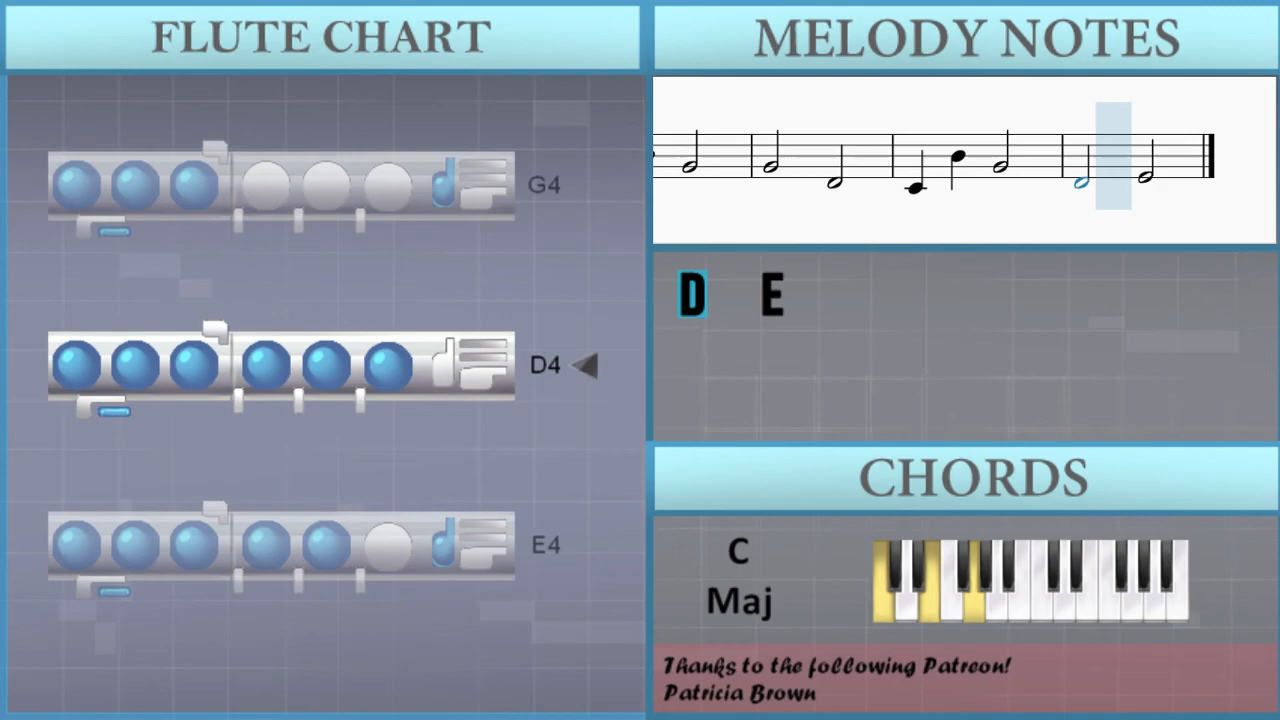 FLUTE CHART
G4
D4
E4
MELODY NOTES
D E
CHORDS
C
Maj
Thanks to the following Patreon!
Patricia Brown